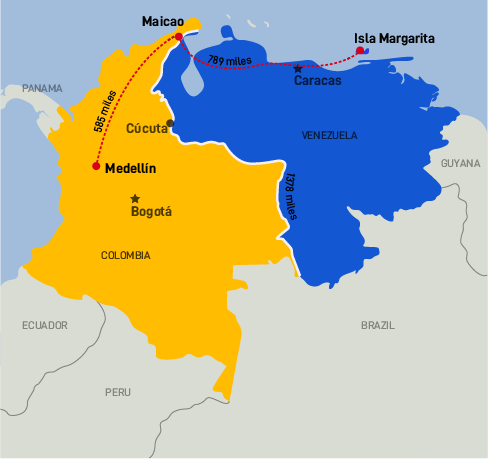 Maicao
Isla Margarita
789 miles
Caracas
PANAMA
585 miles
Cúcuta
VENEZUELA
GUYANA
Medellín
1378 miles
Bogotá
COLOMBIA
ECUADOR
BRAZIL
PERU